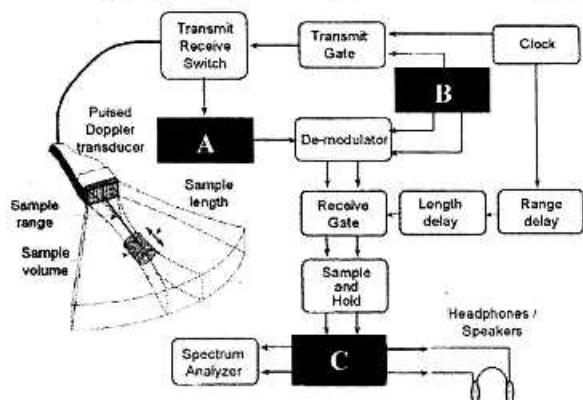 Transmit
Receive
Switch
Transmit
Gate
Clock
B
Pulsed
Doppler
transducer
A
De-modulator
Sample
length
Sample
range
Sample
volume
Receive
Gate
Length
delay
Range
delay
Sample
and
Hold
Headphones /
Speakers
Spectrum
Analyzer
C